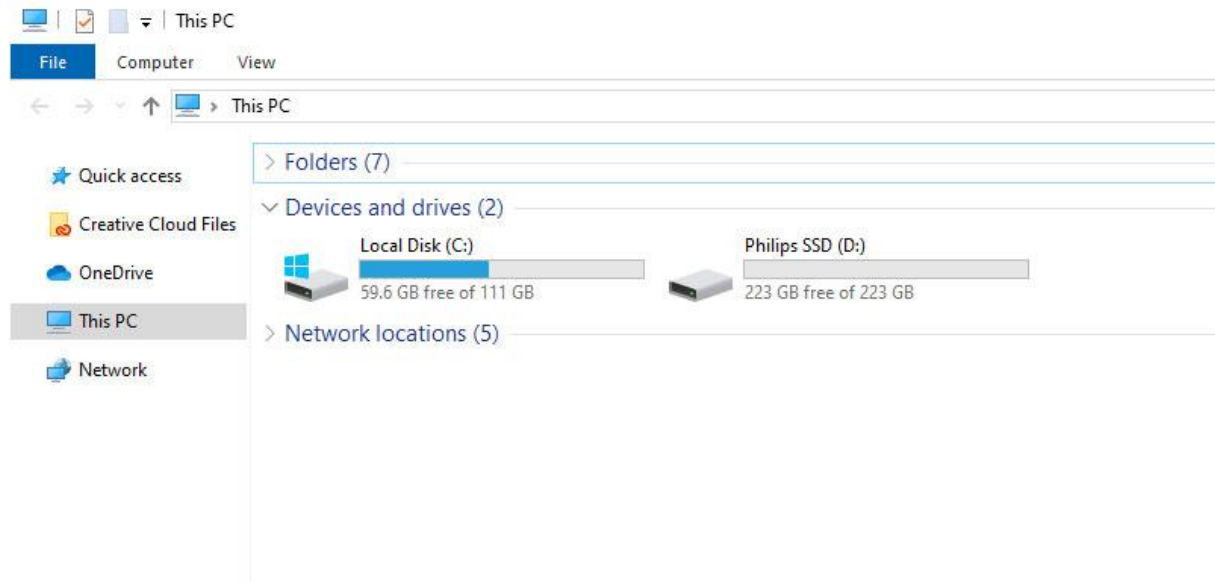 This PC
File Computer View
This PC
Quick access
Creative Cloud Files
OneDrive
This PC
Network
Folders (7)
Devices and drives (2)
Local Disk (C:)
59.6 GB free of 111 GB
Philips SSD (D:)
223 GB free of 223 GB
Network locations (5)